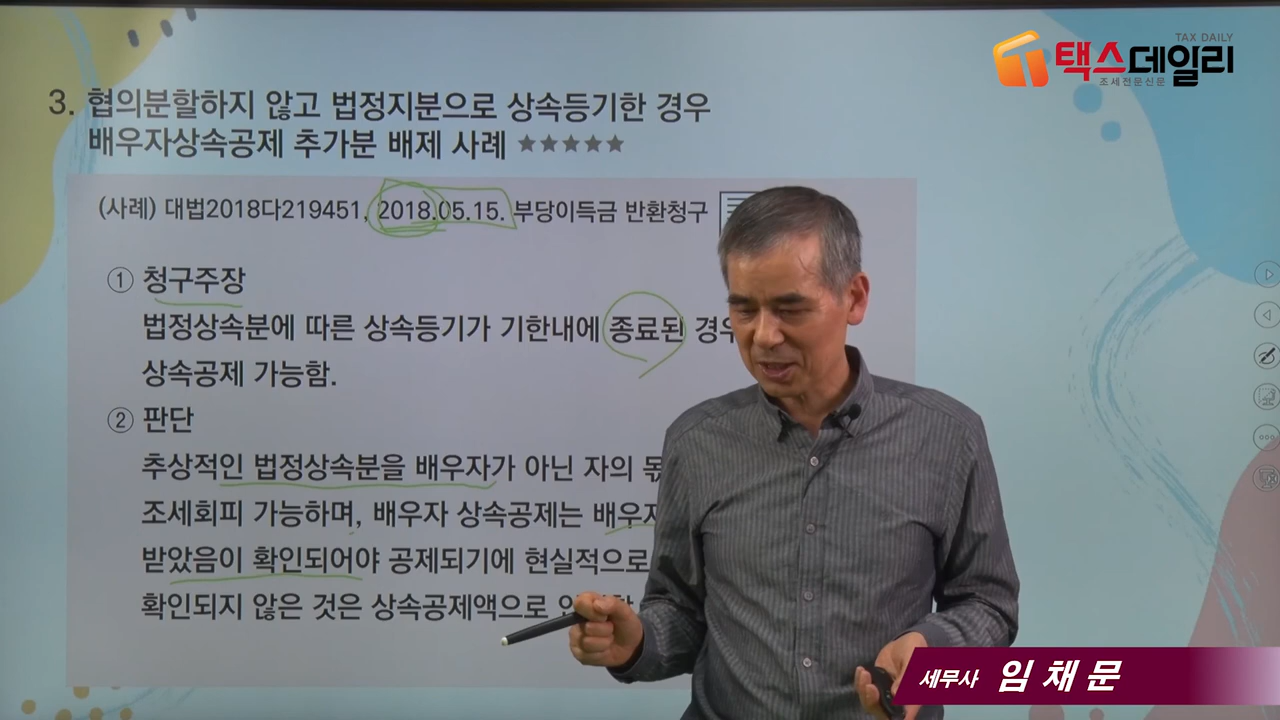 TAX DAILY
택스데일리
조세전문신문
3. 협의분할하지 않고 법정지분으로 상속등기한 경우
배우자상속공제 추가분 배제 사례 ★★★★★
(사례) 대법2018다219451, 2018.05.15. 부당이득금 반환청구
① 청구주장
법정상속분에 따른 상속등기가 기한내에 종료된 경우
상속공제 가능함.
② 판단
추상적인 법정상속분을 배우자가 아닌 자의 몫
조세회피 가능하며, 배우자 상속공제는 배우자
받았음이 확인되어야 공제되기에 현실적으로
확인되지 않은 것은 상속공제액으로
세무사 임채문